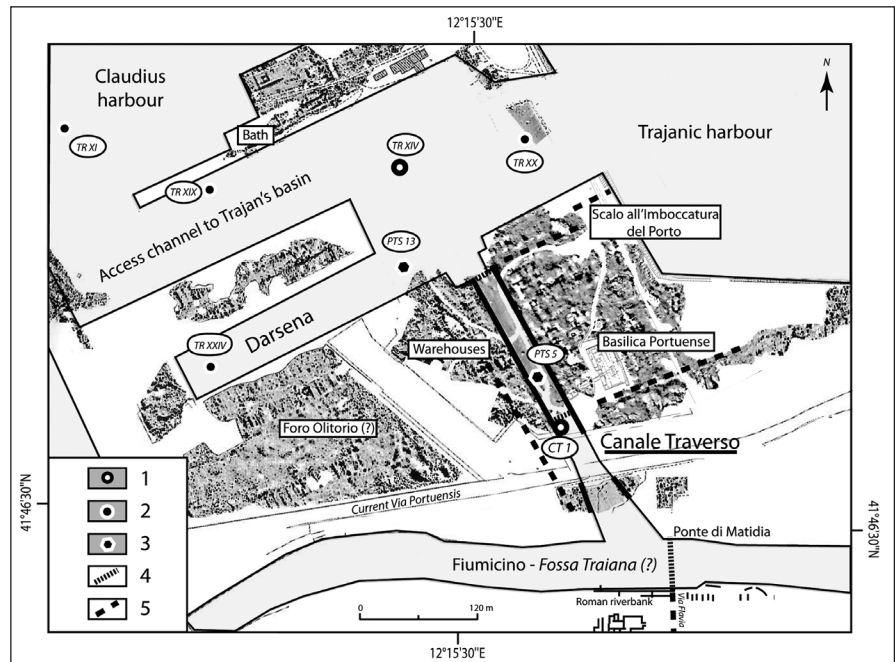 12°15'30"E
Claudius
harbour
N
TR XI
Bath
TR XIV
TR XX
Trajanic harbour
TR XIX
Access channel to Trajan's basin
PTS 13
Scalo all'Imboccatura
del Porto
Darsena
TR XXIV
Warehouses
PTS 5
Basilica Portuense
Foro Olitorio (?)
CT 1
Canale Traverso
41°46'30"N
Current Via Portuensis
41°46'30"N
Ponte di Matidia
Fiumicino - Fossa Traiana (?)
Roman riverbank
Via Flavia
0 120 m
1
2
3
4
5
12°15'30"E